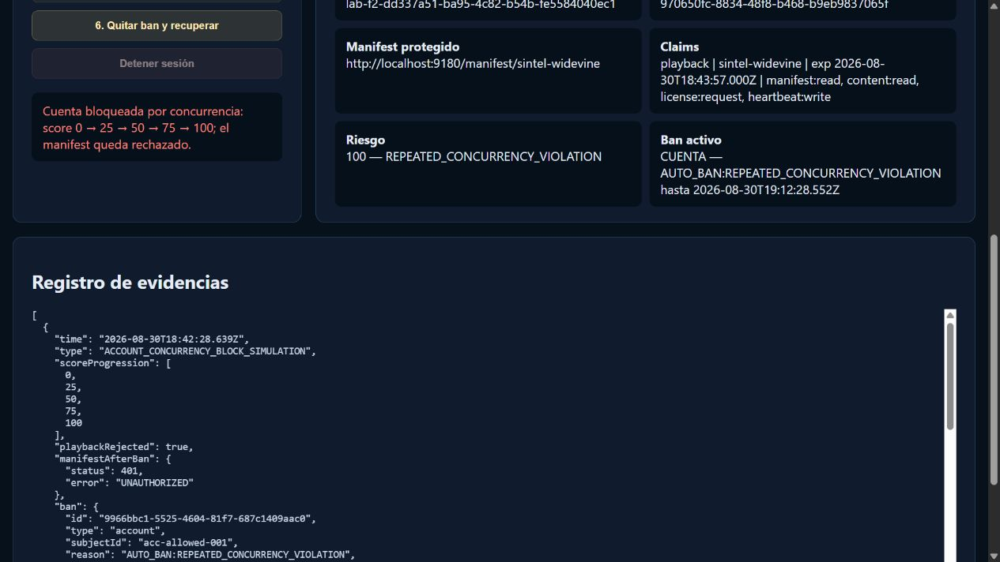 lab-f2-dd337a51-ba95-4c82-b54b-fe5584040ec1
970650fc-8834-48f8-b468-b9eb9837065f
6. Quitar ban y recuperar
Detener sesión
Cuenta bloqueada por concurrencia:
score 0 → 25 → 50 → 75 → 100; el
manifest queda rechazado.
Manifest protegido
http://localhost:9180/manifest/sintel-widevine
Claims
playback | sintel-widevine | exp 2026-08-
30T18:43:57.000Z | manifest:read, content:read,
license:request, heartbeat:write
Riesgo
100 — REPEATED_CONCURRENCY_VIOLATION
Ban activo
CUENTA —
AUTO_BAN:REPEATED_CONCURRENCY_VIOLATION
hasta 2026-08-30T19:12:28.552Z
Registro de evidencias
[
  {
    "time": "2026-08-30T18:42:28.639Z",
    "type": "ACCOUNT_CONCURRENCY_BLOCK_SIMULATION",
    "scoreProgression": [
      0,
      25,
      50,
      75,
      100
    ],
    "playbackRejected": true,
    "manifestAfterBan": {
      "status": 401,
      "error": "UNAUTHORIZED"
    },
    "ban": {
      "id": "9966bbc1-5525-4604-81f7-687c1409aac0",
      "type": "account",
      "subjectId": "acc-allowed-001",
      "reason": "AUTO_BAN:REPEATED_CONCURRENCY_VIOLATION",